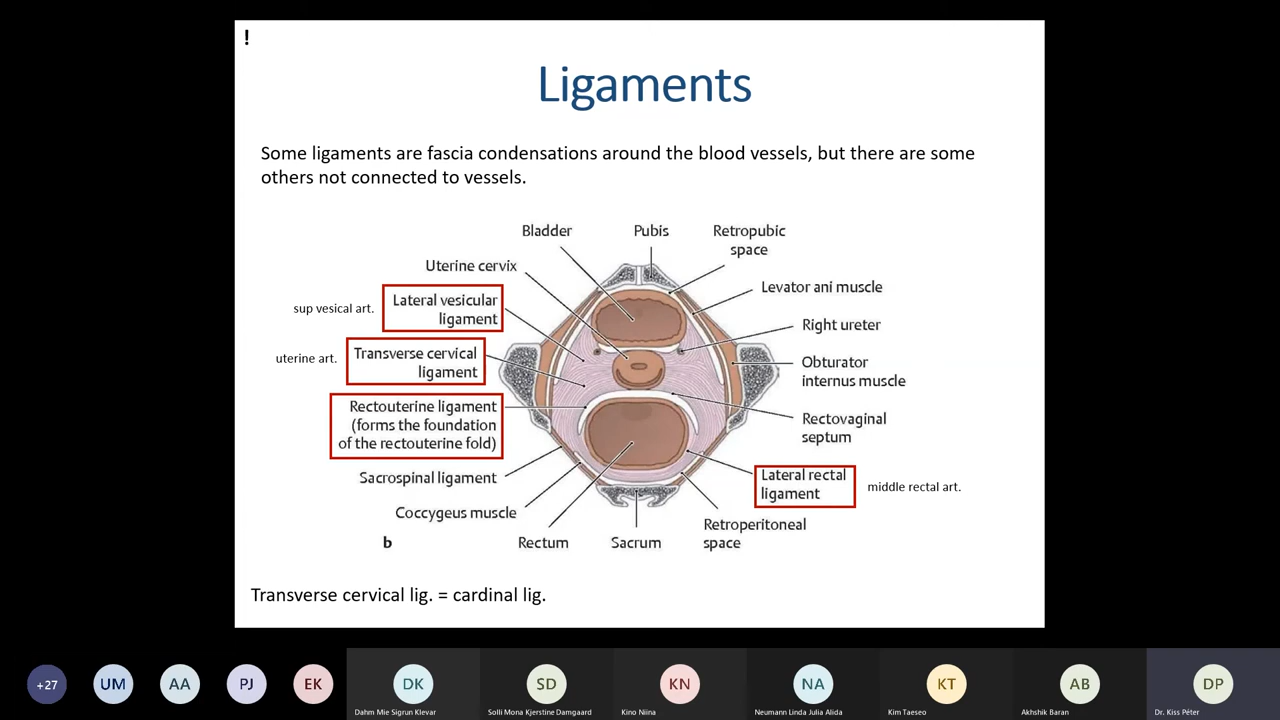 !
Ligaments
Some ligaments are fascia condensations around the blood vessels, but there are some
others not connected to vessels.
Bladder
Pubis
Retropubic
space
Uterine cervix
Levator ani muscle
sup vesical art.
Lateral vesicular
ligament
Right ureter
uterine art.
Transverse cervical
ligament
Obturator
internus muscle
Rectouterine ligament
(forms the foundation
of the rectouterine fold)
Rectovaginal
septum
Sacrospinal ligament
Lateral rectal
ligament
middle rectal art.
Coccygeus muscle
Retroperitoneal
space
b
Rectum
Sacrum
Transverse cervical lig. = cardinal lig.
+27
UM
AA
PJ
EK
DK
SD
KN
NA
KT
AB
DP
Dahm Mie Sigrun Klevar
Solli Mona Kjerstine Damgaard
Kino Niina
Neumann Linda Julia Alida
Kim Taeseo
Akhshik Baran
Dr. Kiss Péter